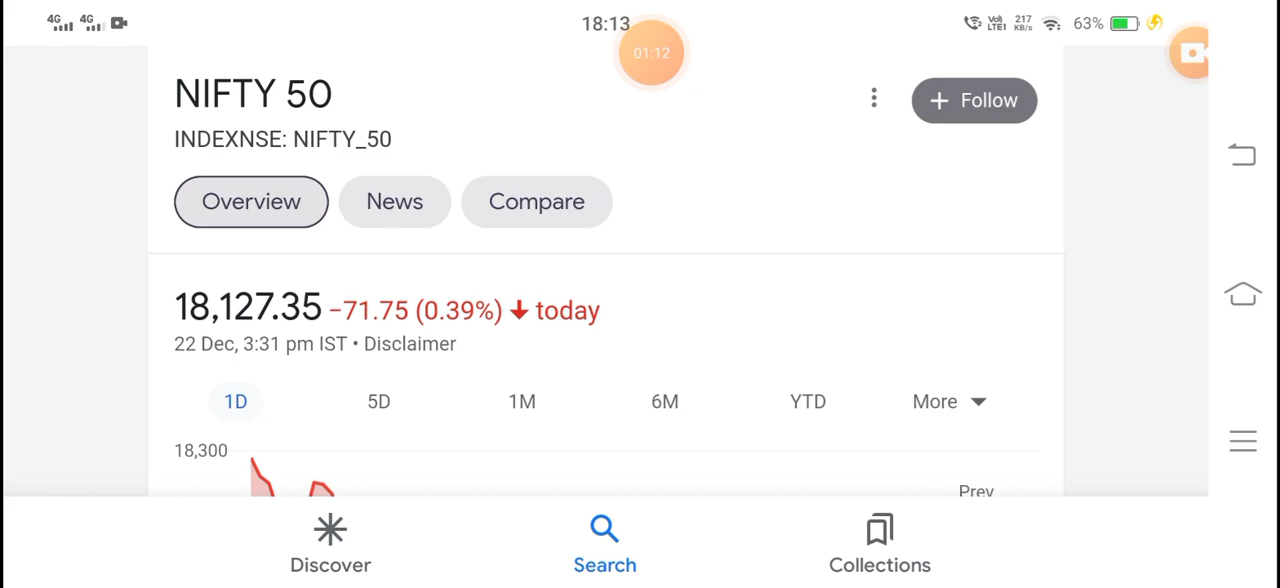 4G 4G 18:13 VoLTE1 217 KB/s 63%
01:12
NIFTY 50
+ Follow
INDEXNSE: NIFTY_50
Overview News Compare
18,127.35 -71.75 (0.39%) ↓ today
22 Dec, 3:31 pm IST • Disclaimer
1D 5D 1M 6M YTD More
18,300
Prev
Discover Search Collections